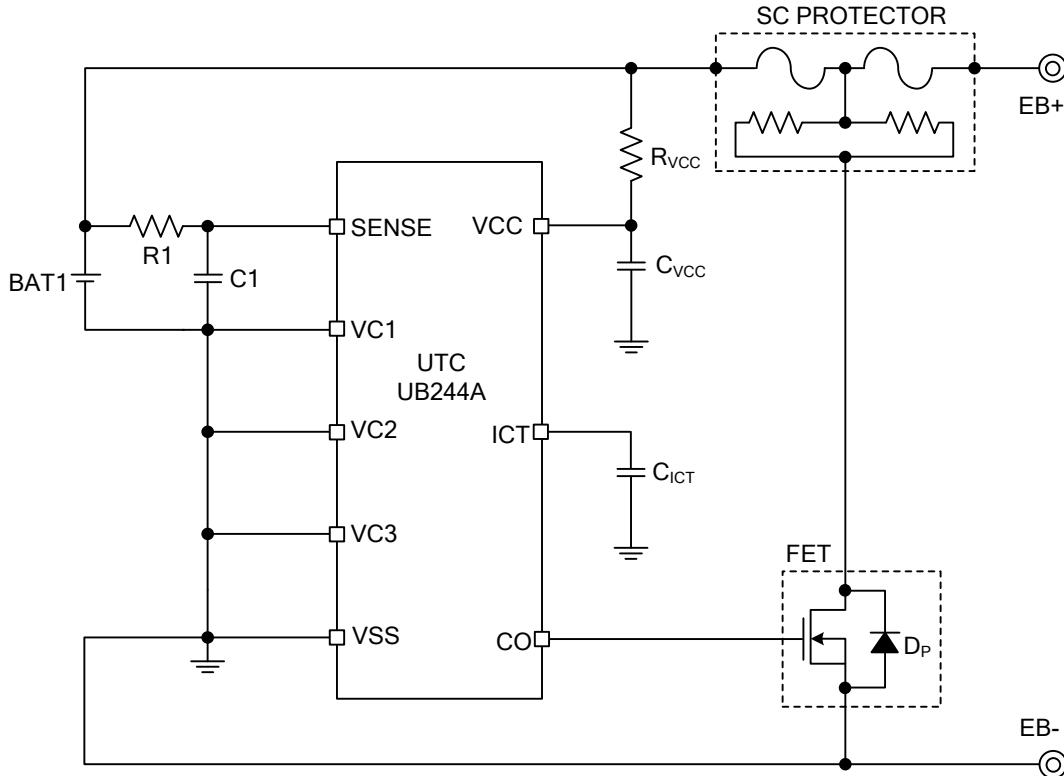 SC PROTECTOR
EB+
RVCC
SENSE
VCC
R1
BAT1
C1
CVCC
VC1
UTC
UB244A
VC2
ICT
CICT
VC3
FET
VSS
CO
DP
EB-